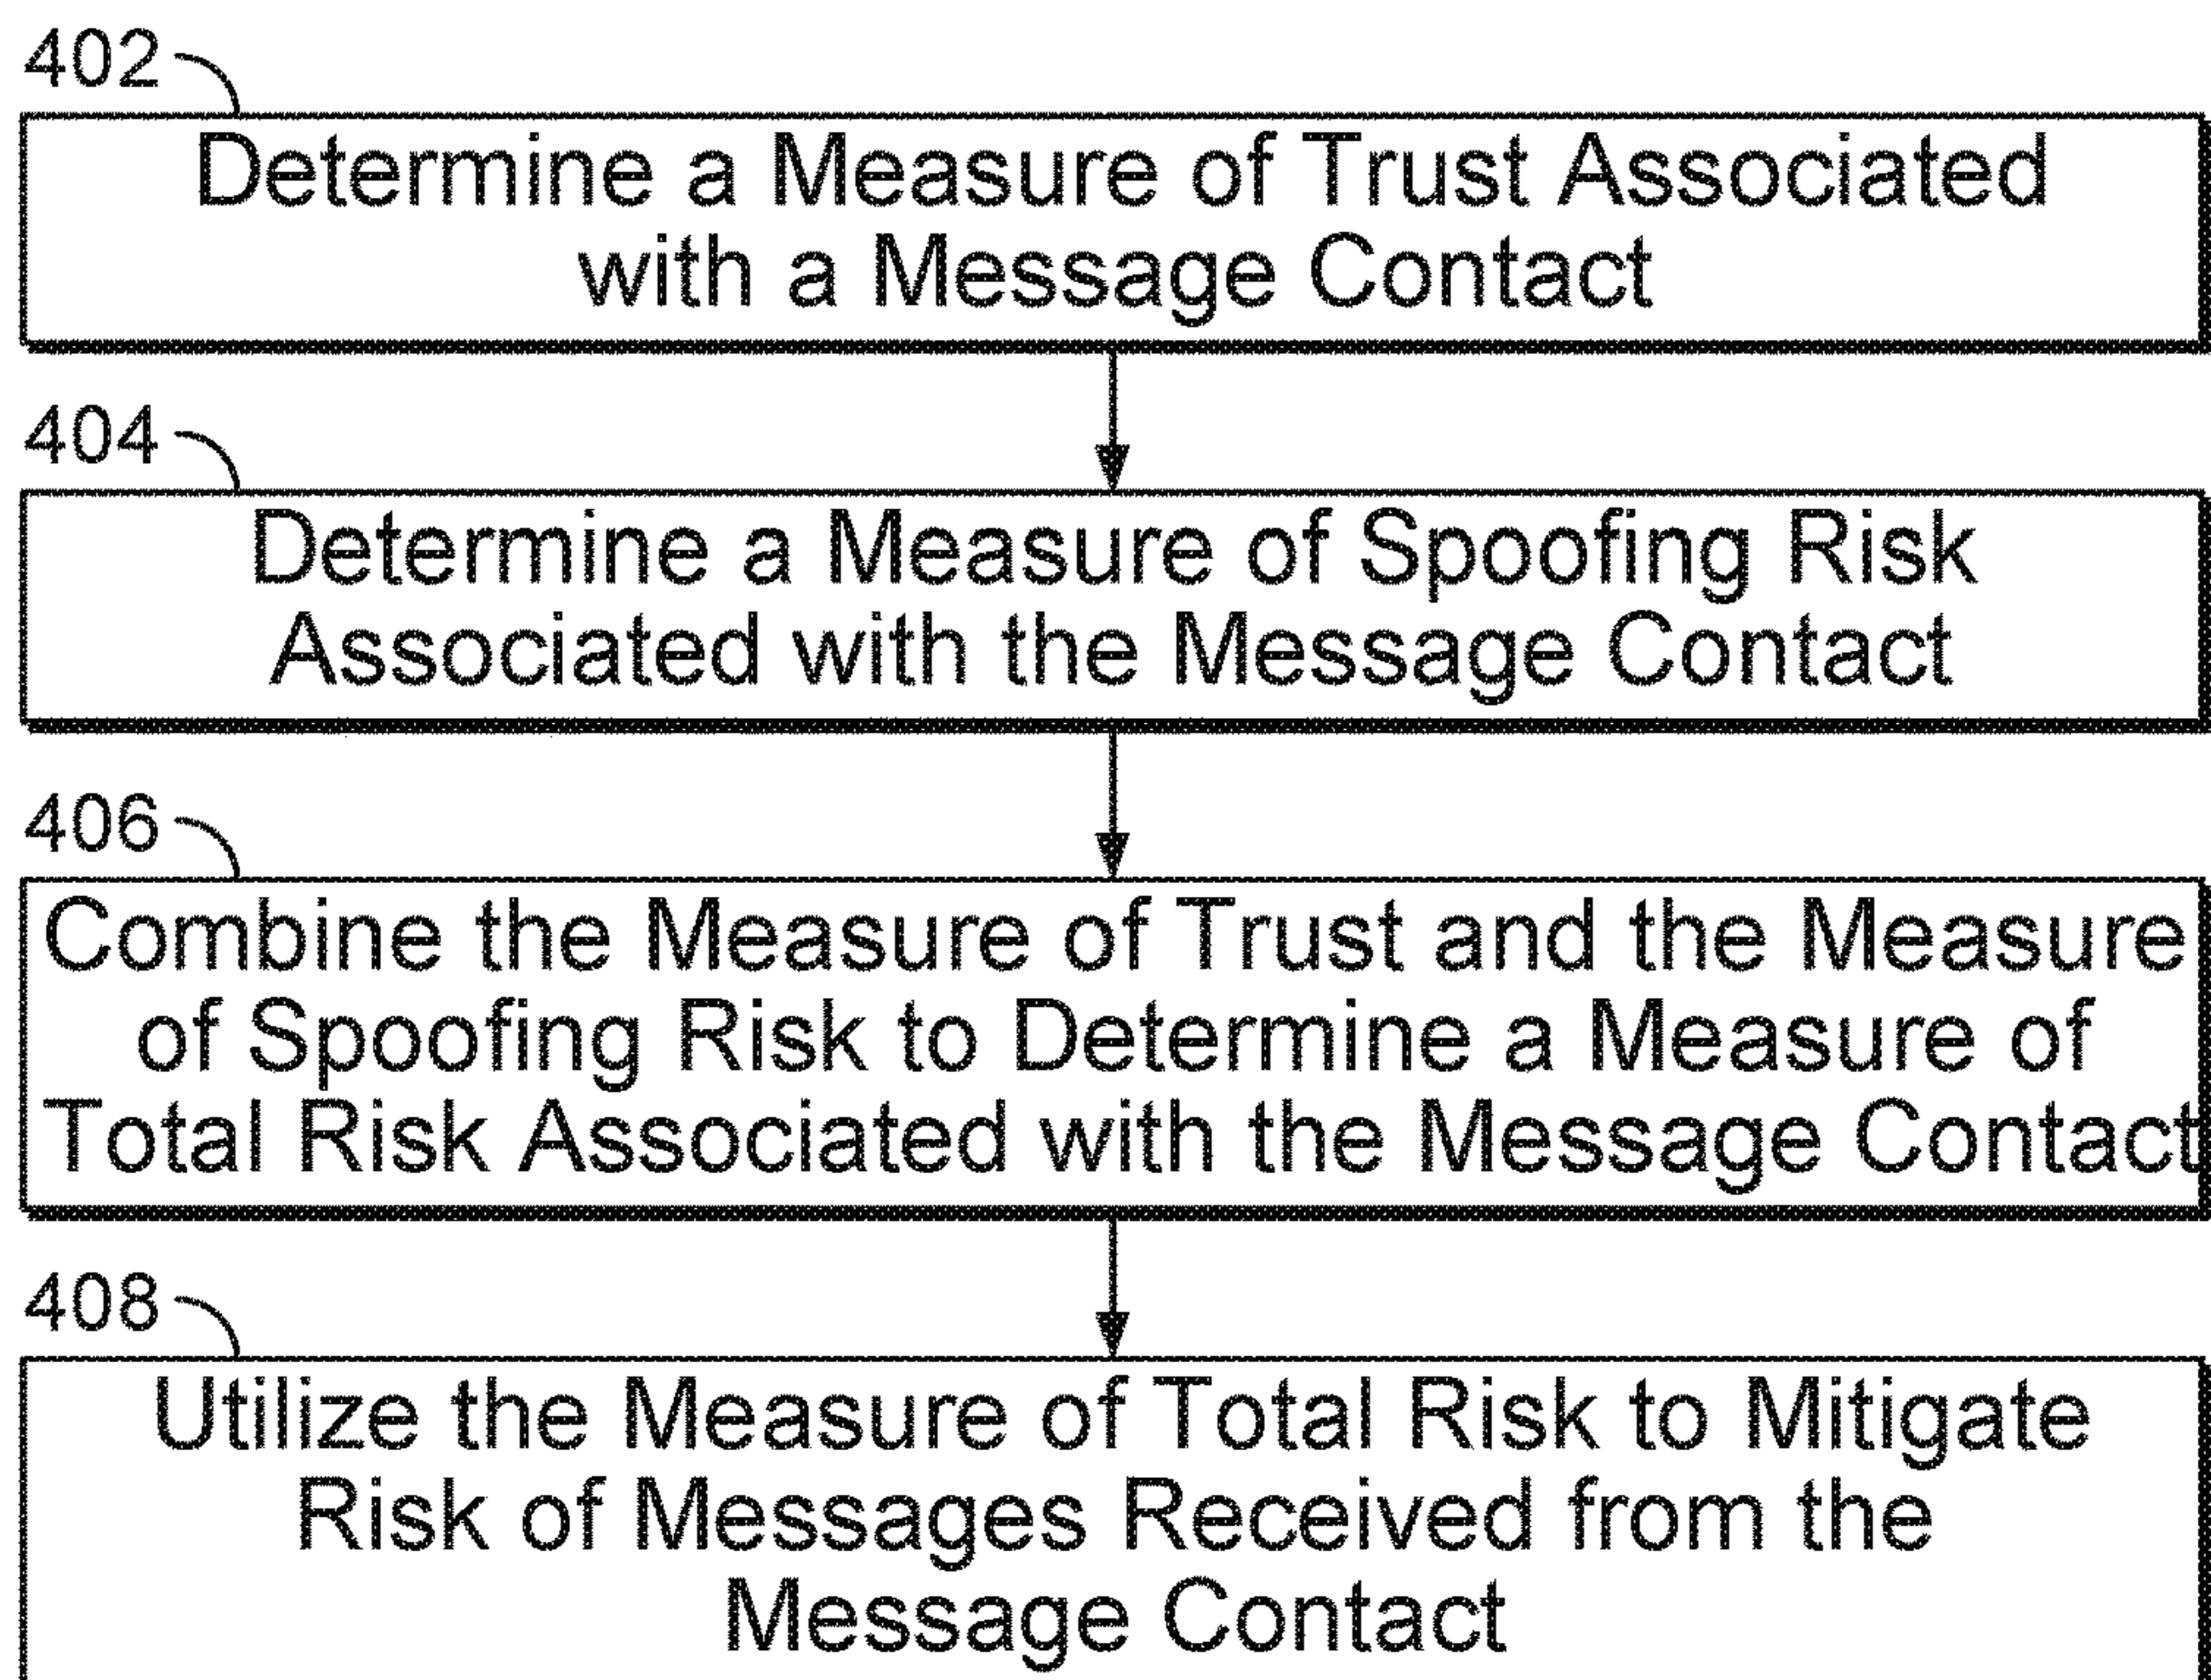 402
Determine a Measure of Trust Associated
with a Message Contact
404
Determine a Measure of Spoofing Risk
Associated with the Message Contact
406
Combine the Measure of Trust and the Measure
of Spoofing Risk to Determine a Measure of
Total Risk Associated with the Message Contact
408
Utilize the Measure of Total Risk to Mitigate
Risk of Messages Received from the
Message Contact